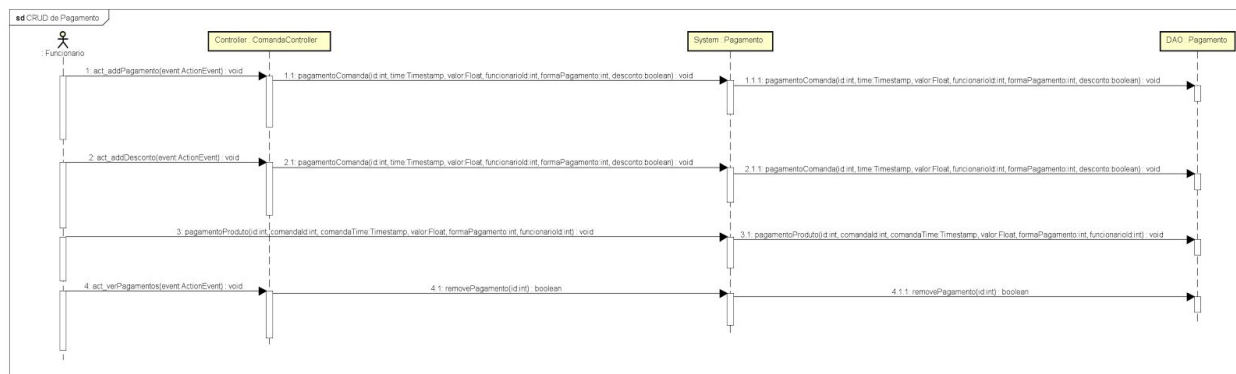 sd CRUD de Pagamento
: Funcionario
Controller : ComandaController
System : Pagamento
DAO : Pagamento
1: act_addPagamento(event:ActionEvent) : void
1.1: pagamentoComanda(id:int, time:Timestamp, valor:Float, funcionarioId:int, formaPagamento:int, desconto:boolean) : void
1.1.1: pagamentoComanda(id:int, time:Timestamp, valor:Float, funcionarioId:int, formaPagamento:int, desconto:boolean) : void
2: act_addDesconto(event:ActionEvent) : void
2.1: pagamentoComanda(id:int, time:Timestamp, valor:Float, funcionarioId:int, formaPagamento:int, desconto:boolean) : void
2.1.1: pagamentoComanda(id:int, time:Timestamp, valor:Float, funcionarioId:int, formaPagamento:int, desconto:boolean) : void
3: pagamentoProduto(id:int, comandaId:int, comandaTime:Timestamp, valor:Float, formaPagamento:int, funcionarioId:int) : void
3.1: pagamentoProduto(id:int, comandaId:int, comandaTime:Timestamp, valor:Float, formaPagamento:int, funcionarioId:int) : void
4: act_verPagamentos(event:ActionEvent) : void
4.1: removePagamento(id:int) : boolean
4.1.1: removePagamento(id:int) : boolean